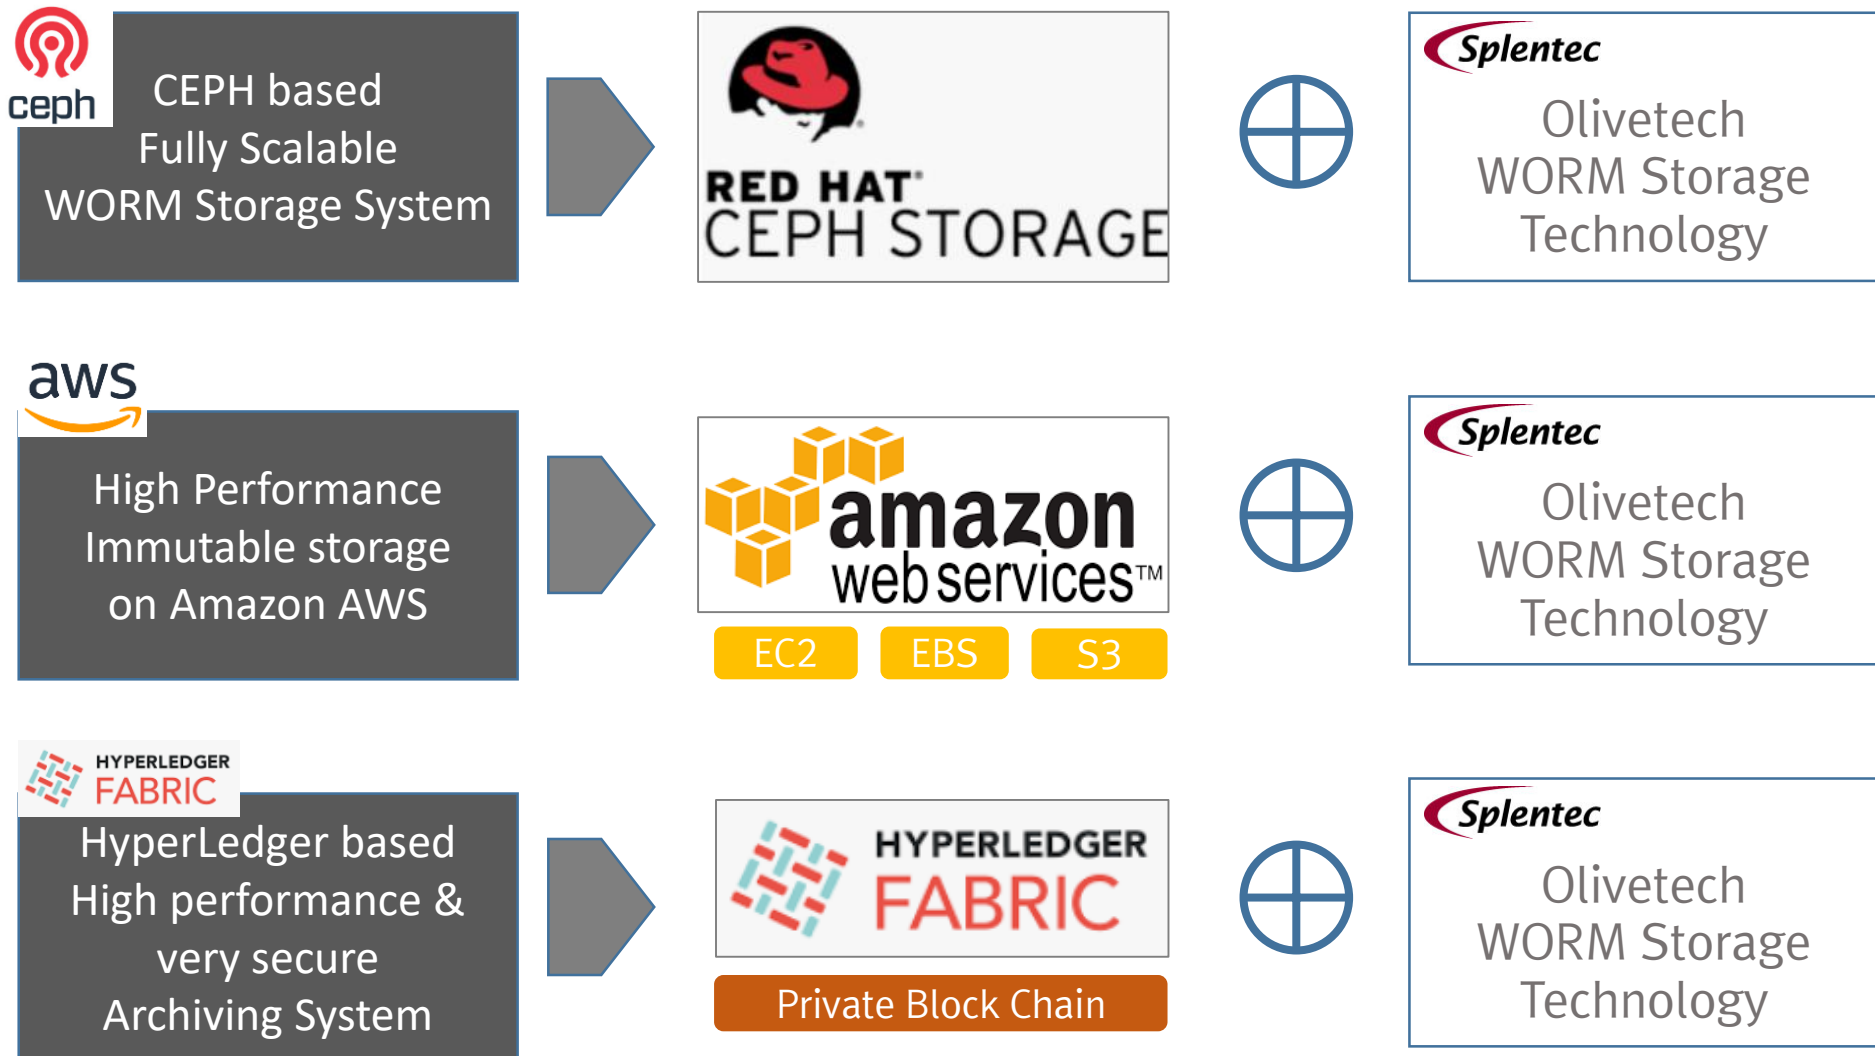 ceph
CEPH based
Fully Scalable
WORM Storage System
RED HAT®
CEPH STORAGE
Splentec
Olivetech
WORM Storage
Technology
aws
High Performance
Immutable storage
on Amazon AWS
amazon
web services™
EC2
EBS
S3
Splentec
Olivetech
WORM Storage
Technology
HYPERLEDGER
FABRIC
HyperLedger based
High performance &
very secure
Archiving System
HYPERLEDGER
FABRIC
Private Block Chain
Splentec
Olivetech
WORM Storage
Technology